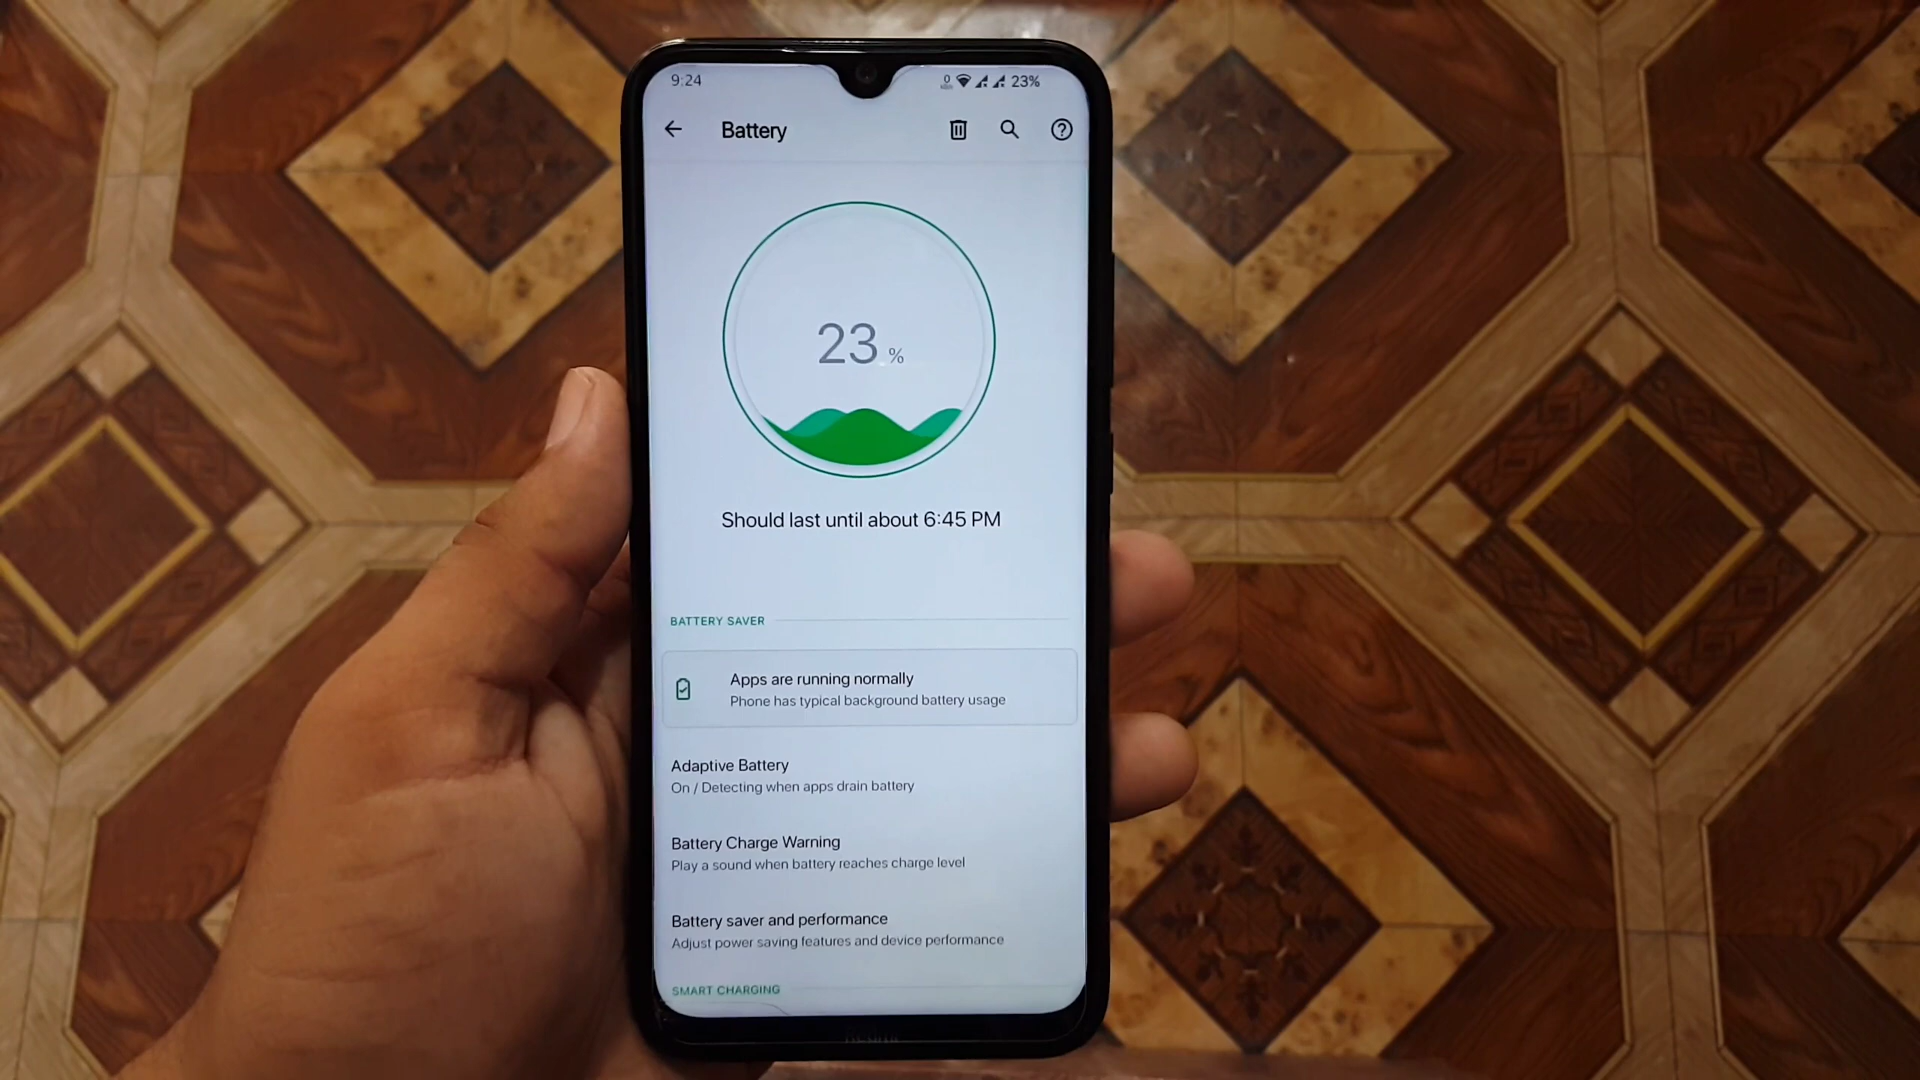 9:24
0 23%
Battery
23 %
Should last until about 6:45 PM
BATTERY SAVER
Apps are running normally
Phone has typical background battery usage
Adaptive Battery
On / Detecting when apps drain battery
Battery Charge Warning
Play a sound when battery reaches charge level
Battery saver and performance
Adjust power saving features and device performance
SMART CHARGING
Redmi